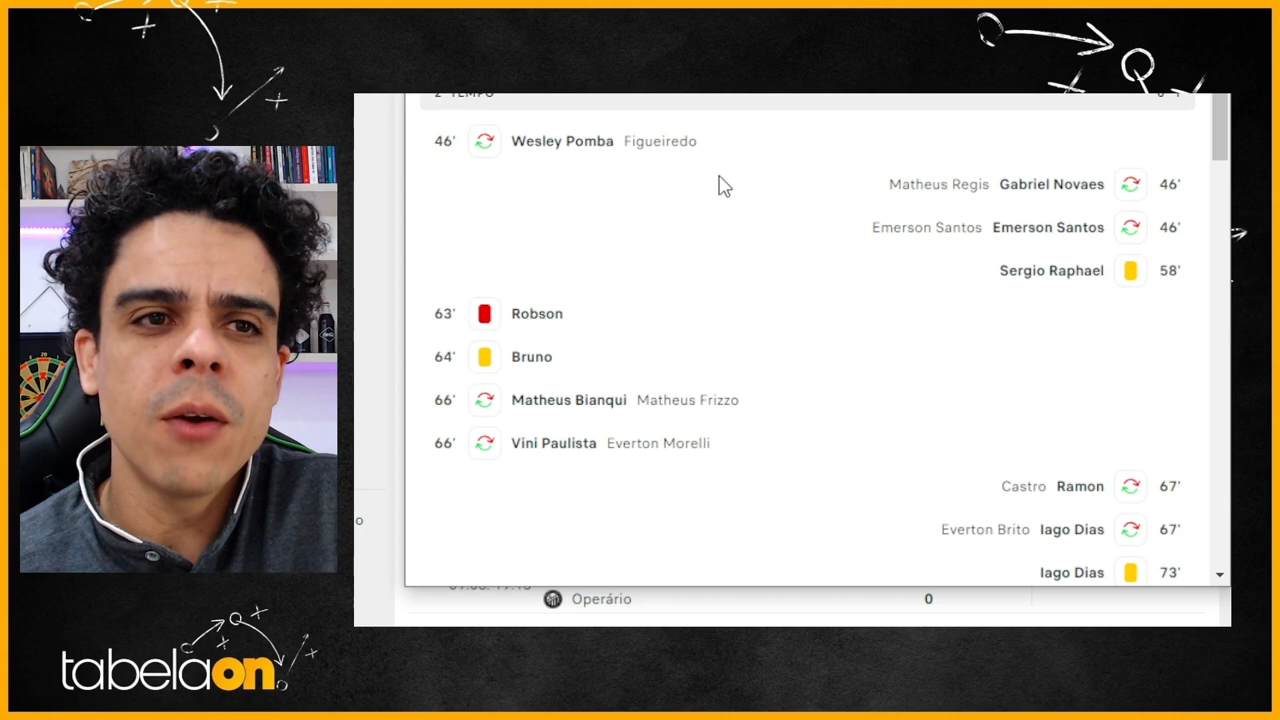 2º TEMPO
46' Wesley Pomba Figueiredo
Matheus Regis Gabriel Novaes 46'
Emerson Santos Emerson Santos 46'
Sergio Raphael 58'
63' Robson
64' Bruno
66' Matheus Bianqui Matheus Frizzo
66' Vini Paulista Everton Morelli
Castro Ramon 67'
Everton Brito Iago Dias 67'
Iago Dias 73'
o
Operário 0
tabelaon